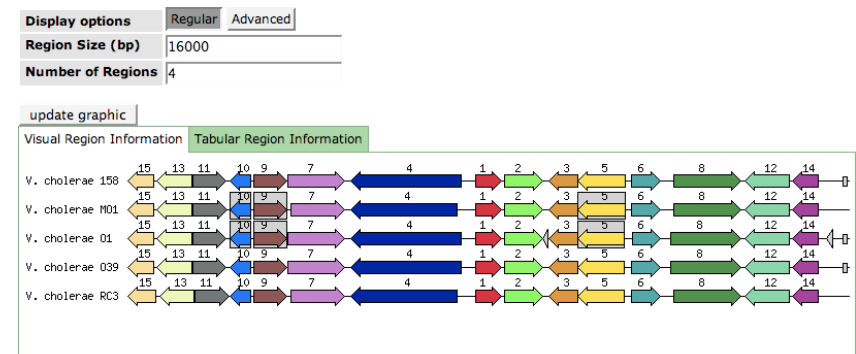 Display options Regular Advanced
Region Size (bp) 16000
Number of Regions 4
update graphic
Visual Region Information Tabular Region Information
15 13 11 10 9 7 4 1 2 3 5 6 8 12 14
V. cholerae 158
15 13 11 10 9 7 4 1 2 3 5 6 8 12 14
V. cholerae MO1
15 13 11 10 9 7 4 1 2 3 5 6 8 12 14
V. cholerae O1
15 13 11 10 9 7 4 1 2 3 5 6 8 12 14
V. cholerae O39
15 13 11 10 9 7 4 1 2 3 5 6 8 12 14
V. cholerae RC3